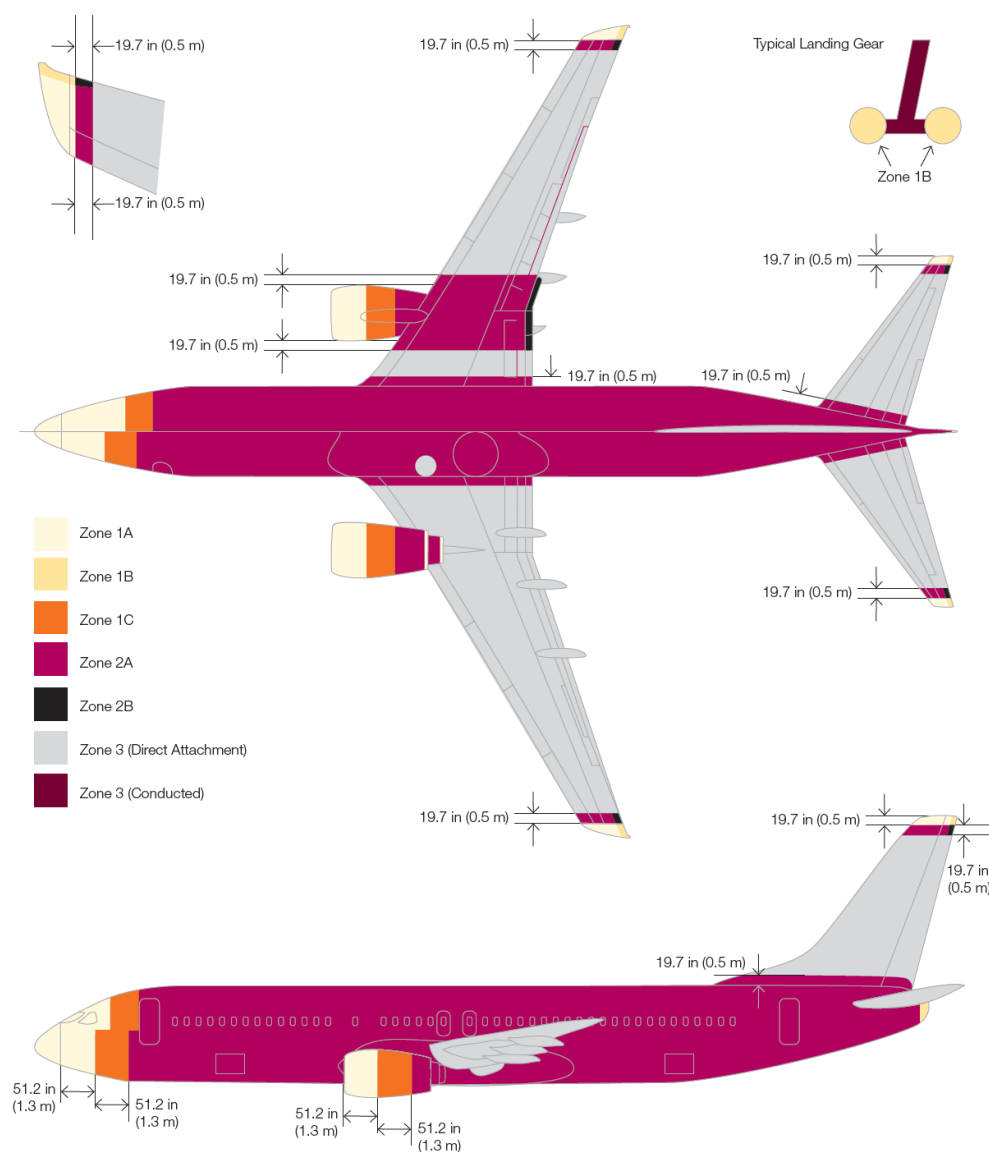 19.7 in (0.5 m)
19.7 in (0.5 m)
Typical Landing Gear
Zone 1B
19.7 in (0.5 m)
19.7 in (0.5 m)
19.7 in (0.5 m)
19.7 in (0.5 m)
19.7 in (0.5 m)
19.7 in (0.5 m)
19.7 in (0.5 m)
Zone 1A
Zone 1B
Zone 1C
Zone 2A
Zone 2B
Zone 3 (Direct Attachment)
Zone 3 (Conducted)
19.7 in (0.5 m)
19.7 in (0.5 m)
19.7 in (0.5 m)
19.7 in
(0.5 m)
19.7 in (0.5 m)
51.2 in
(1.3 m)
51.2 in
(1.3 m)
51.2 in
(1.3 m)
51.2 in
(1.3 m)